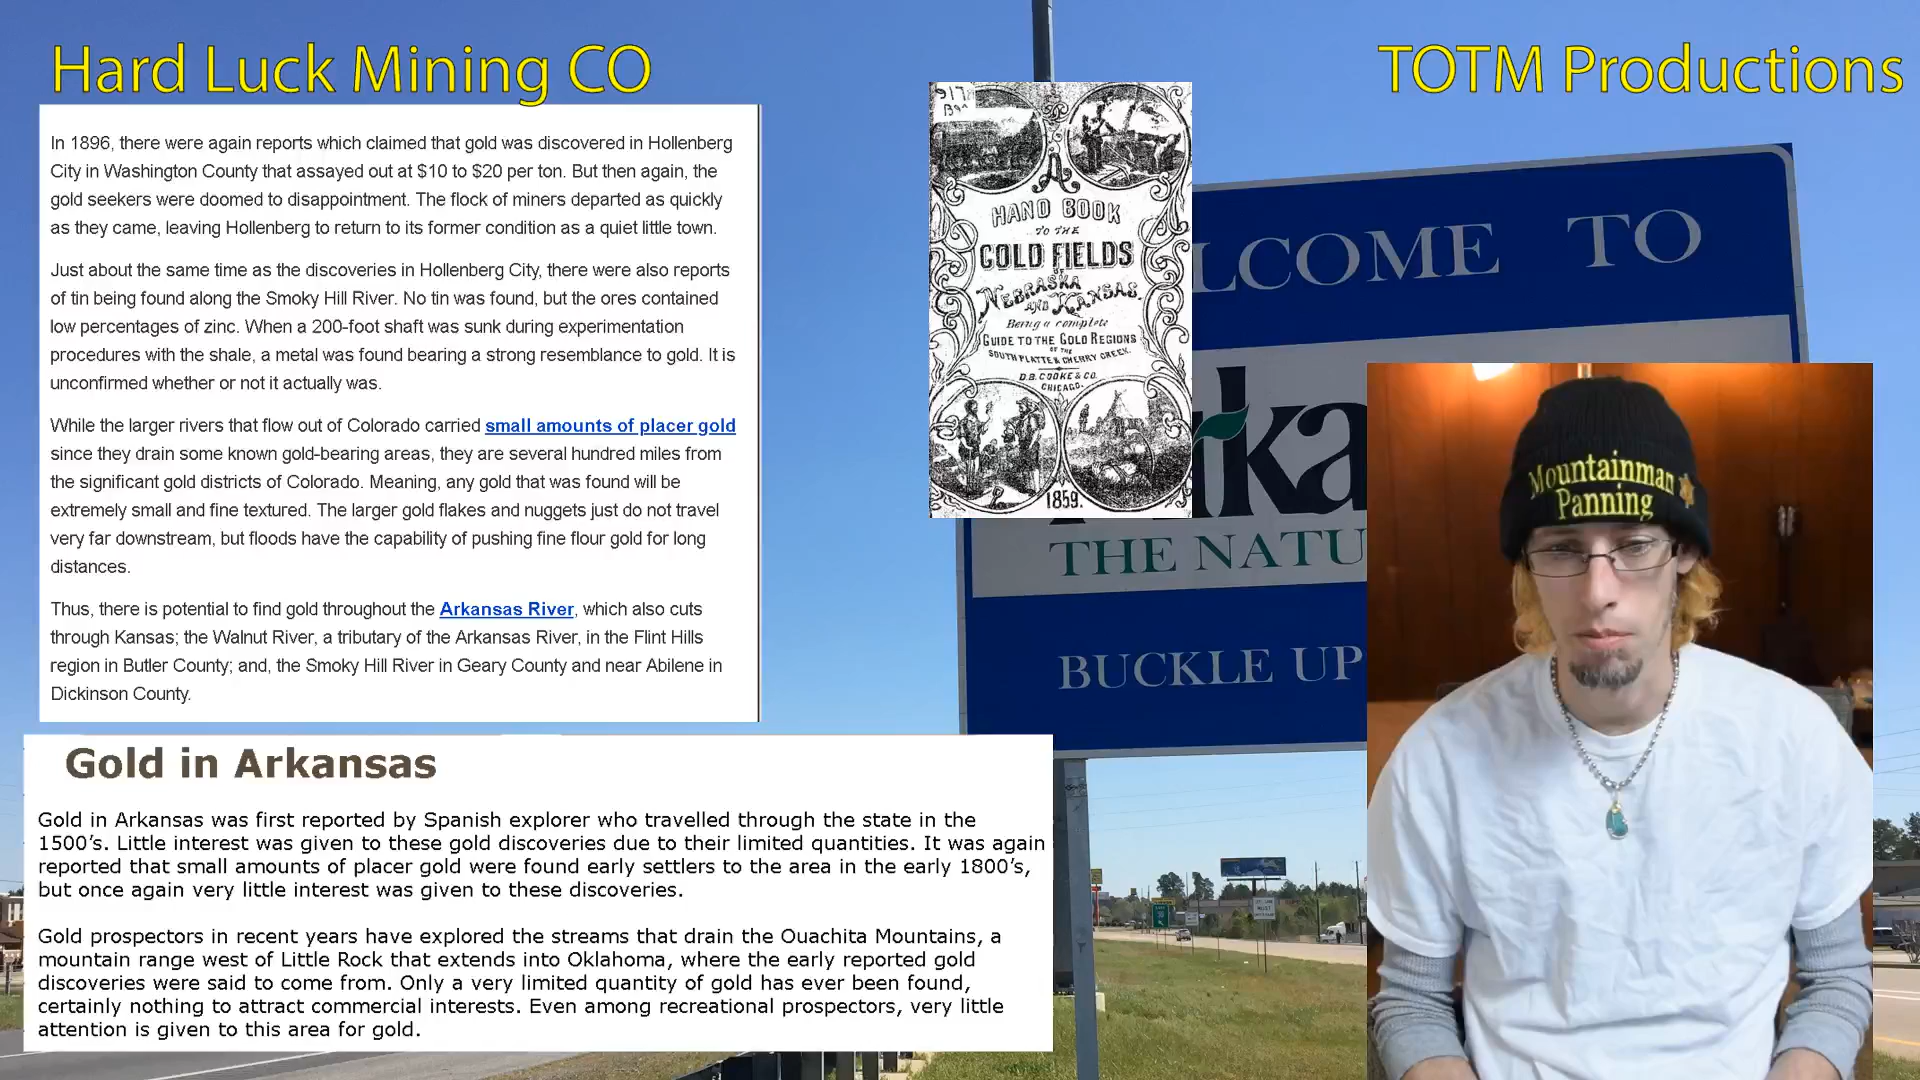 Hard Luck Mining CO
TOTM Productions
In 1896, there were again reports which claimed that gold was discovered in Hollenberg
City in Washington County that assayed out at $10 to $20 per ton. But then again, the
gold seekers were doomed to disappointment. The flock of miners departed as quickly
as they came, leaving Hollenberg to return to its former condition as a quiet little town.
Just about the same time as the discoveries in Hollenberg City, there were also reports
of tin being found along the Smoky Hill River. No tin was found, but the ores contained
low percentages of zinc. When a 200-foot shaft was sunk during experimentation
procedures with the shale, a metal was found bearing a strong resemblance to gold. It is
unconfirmed whether or not it actually was.
While the larger rivers that flow out of Colorado carried small amounts of placer gold
since they drain some known gold-bearing areas, they are several hundred miles from
the significant gold districts of Colorado. Meaning, any gold that was found will be
extremely small and fine textured. The larger gold flakes and nuggets just do not travel
very far downstream, but floods have the capability of pushing fine flour gold for long
distances.
Thus, there is potential to find gold throughout the Arkansas River, which also cuts
through Kansas; the Walnut River, a tributary of the Arkansas River, in the Flint Hills
region in Butler County; and, the Smoky Hill River in Geary County and near Abilene in
Dickinson County.
917
A
HAND BOOK
TO THE
GOLD FIELDS
OF
NEBRASKA
AND KANSAS.
Being a complete
GUIDE TO THE GOLD REGIONS
OF THE
SOUTH PLATTE & CHERRY CREEK.
D.B. COOKE & CO.
CHICAGO.
1859.
LCOME TO
rka
THE NATU
BUCKLE UP
Mountainman
Panning
Gold in Arkansas
Gold in Arkansas was first reported by Spanish explorer who travelled through the state in the
1500's. Little interest was given to these gold discoveries due to their limited quantities. It was again
reported that small amounts of placer gold were found early settlers to the area in the early 1800's,
but once again very little interest was given to these discoveries.
Gold prospectors in recent years have explored the streams that drain the Ouachita Mountains, a
mountain range west of Little Rock that extends into Oklahoma, where the early reported gold
discoveries were said to come from. Only a very limited quantity of gold has ever been found,
certainly nothing to attract commercial interests. Even among recreational prospectors, very little
attention is given to this area for gold.